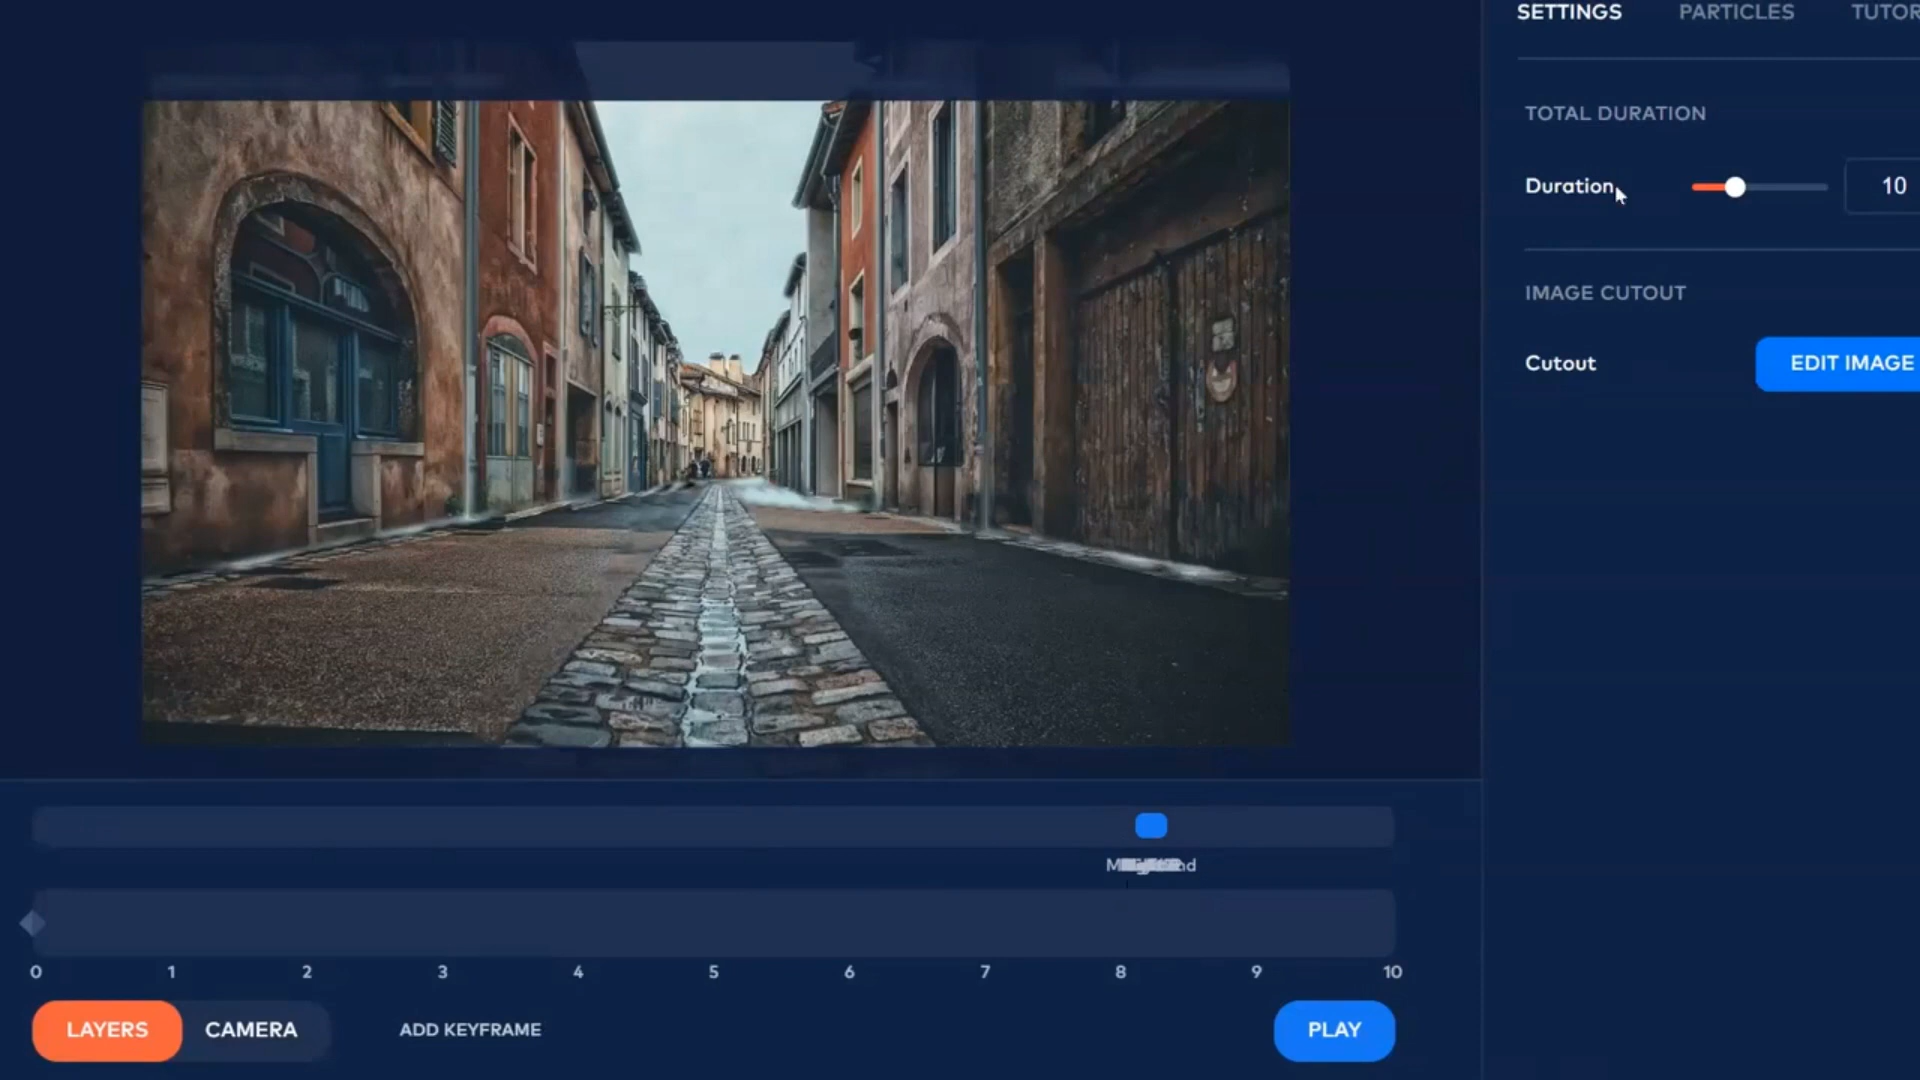 SETTINGS PARTICLES TUTOR
TOTAL DURATION
Duration 10
IMAGE CUTOUT
Cutout EDIT IMAGE
0 1 2 3 4 5 6 7 8 9 10
LAYERS CAMERA ADD KEYFRAME PLAY